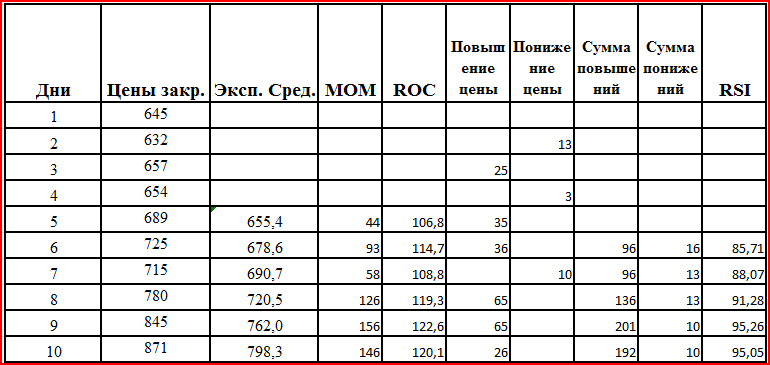 Дни Цены закр. Эксп. Сред. MOM ROC Повышение цены Понижение цены Сумма повышений Сумма понижений RSI
1 645
2 632 13
3 657 25
4 654 3
5 689 655,4 44 106,8 35
6 725 678,6 93 114,7 36 96 16 85,71
7 715 690,7 58 108,8 10 96 13 88,07
8 780 720,5 126 119,3 65 136 13 91,28
9 845 762,0 156 122,6 65 201 10 95,26
10 871 798,3 146 120,1 26 192 10 95,05